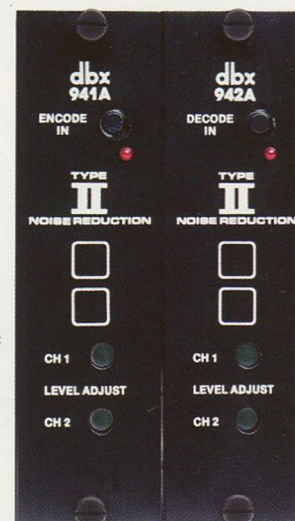 dbx
941A
ENCODE
IN
TYPE
II
NOISE REDUCTION
CH 1
LEVEL ADJUST
CH 2
dbx
942A
DECODE
IN
TYPE
II
NOISE REDUCTION
CH 1
LEVEL ADJUST
CH 2